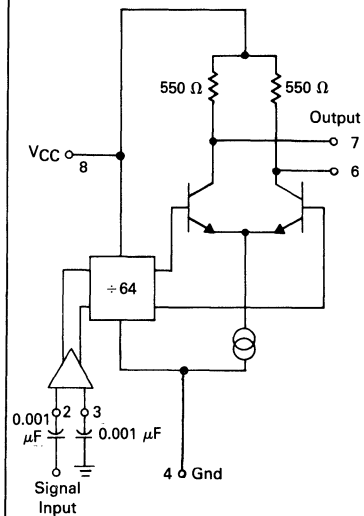 550 Ω
550 Ω
Output
7
6
VCC
8
÷64
2
3
0.001
μF
0.001 μF
4
Gnd
Signal
Input